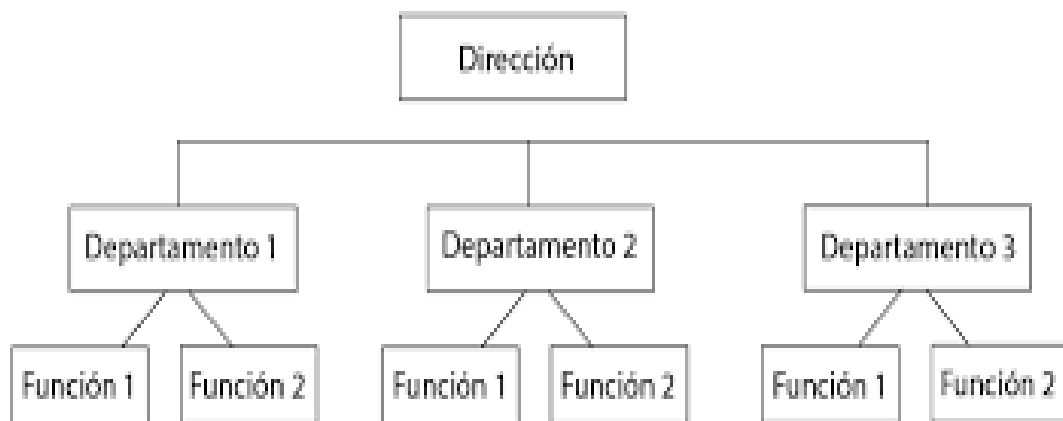 Dirección
Departamento 1
Departamento 2
Departamento 3
Función 1
Función 2
Función 1
Función 2
Función 1
Función 2